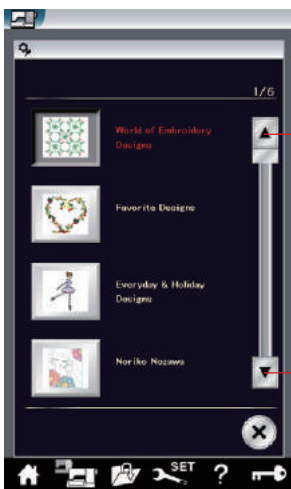 1/6
World of Embroidery
Designs
Favorite Designs
Everyday & Holiday
Designs
Noriko Nozawa
SET
?